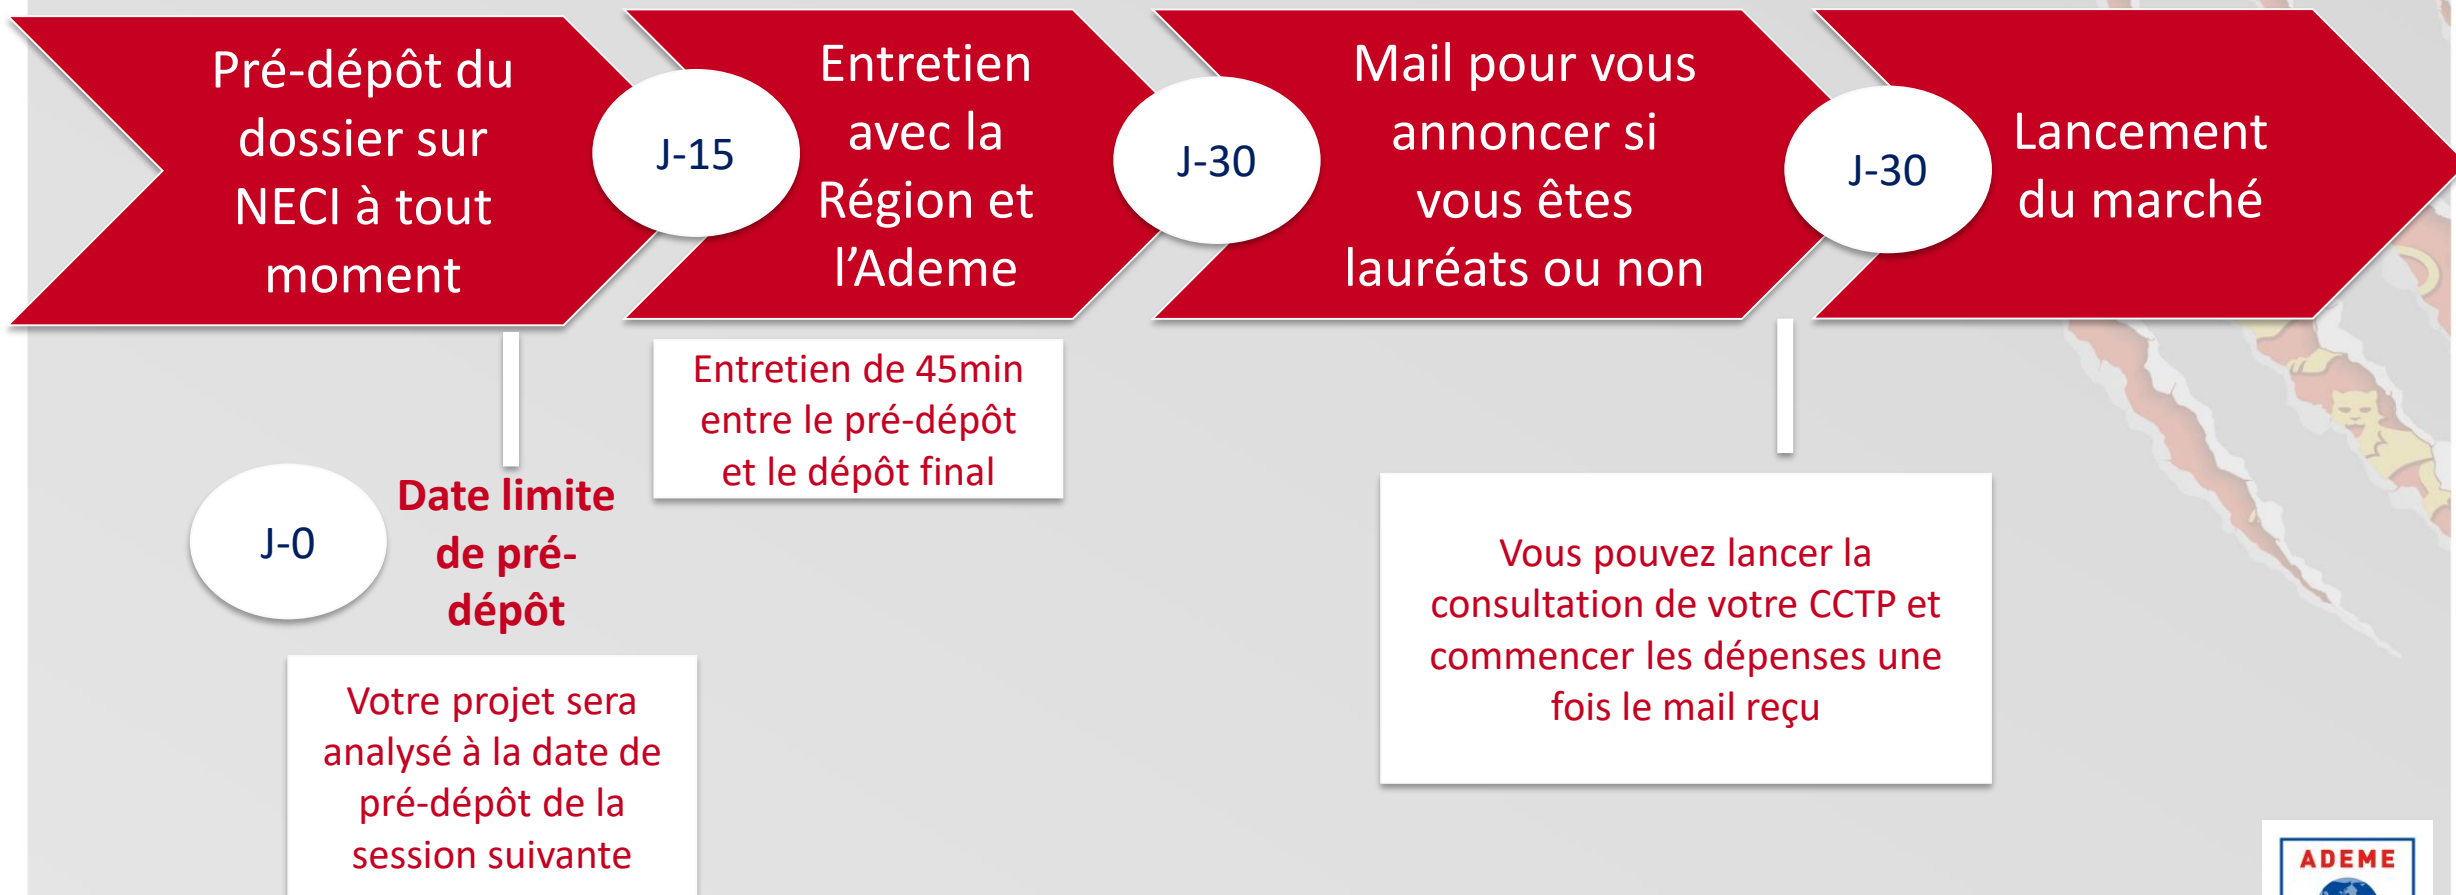 Pré-dépôt du
dossier sur
NECI à tout
moment
J-15
Entretien
avec la
Région et
l’Ademe
J-30
Mail pour vous
annoncer si
vous êtes
lauréats ou non
J-30
Lancement
du marché
Entretien de 45min
entre le pré-dépôt
et le dépôt final
J-0
Date limite
de pré-
dépôt
Votre projet sera
analysé à la date de
pré-dépôt de la
session suivante
Vous pouvez lancer la
consultation de votre CCTP et
commencer les dépenses une
fois le mail reçu
ADEME